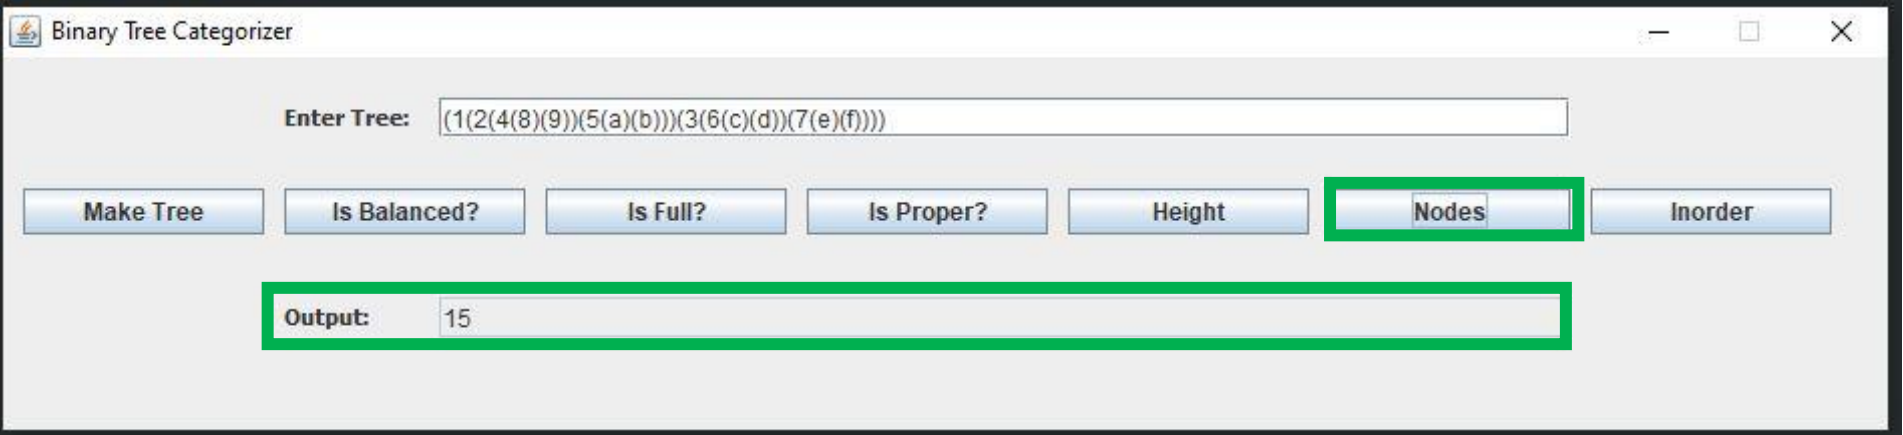 Binary Tree Categorizer
Enter Tree: (1(2(4(8)(9))(5(a)(b)))(3(6(c)(d))(7(e)(f))))
Make Tree Is Balanced? Is Full? Is Proper? Height Nodes Inorder
Output: 15